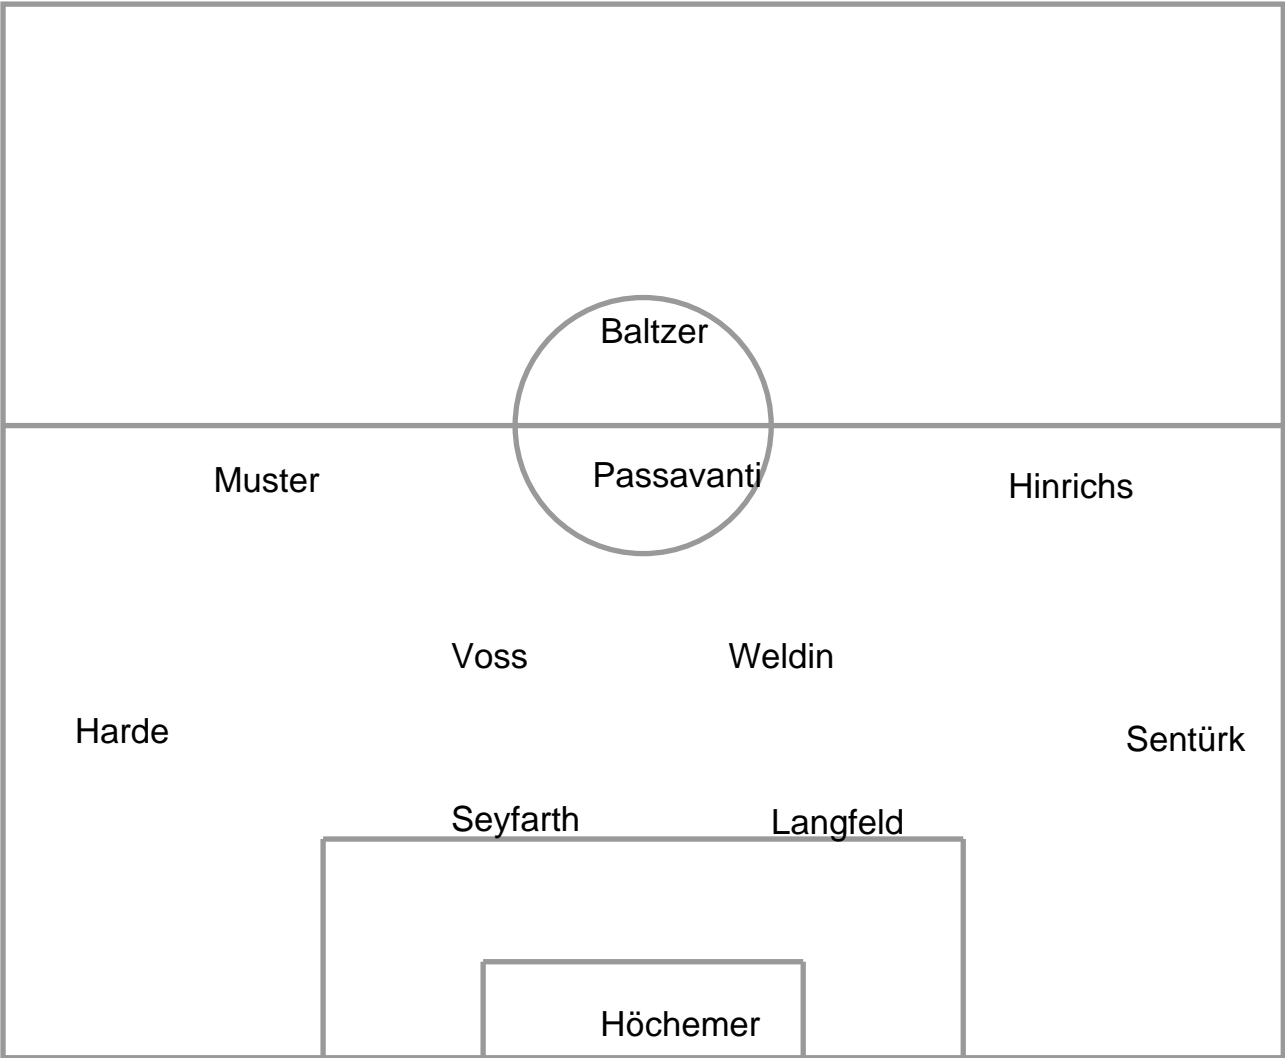 Baltzer
Muster Passavanti Hinrichs
Voss Weldin
Harde Sentürk
Seyfarth Langfeld
Höchemer